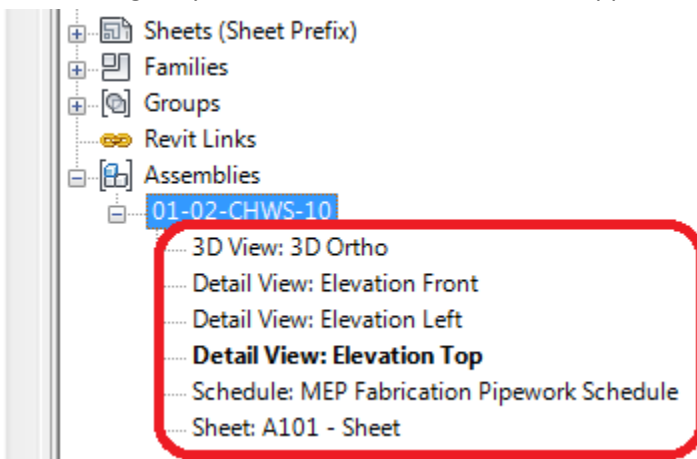 Sheets (Sheet Prefix)
Families
Groups
Revit Links
Assemblies
01-02-CHWS-10
3D View: 3D Ortho
Detail View: Elevation Front
Detail View: Elevation Left
Detail View: Elevation Top
Schedule: MEP Fabrication Pipework Schedule
Sheet: A101 - Sheet